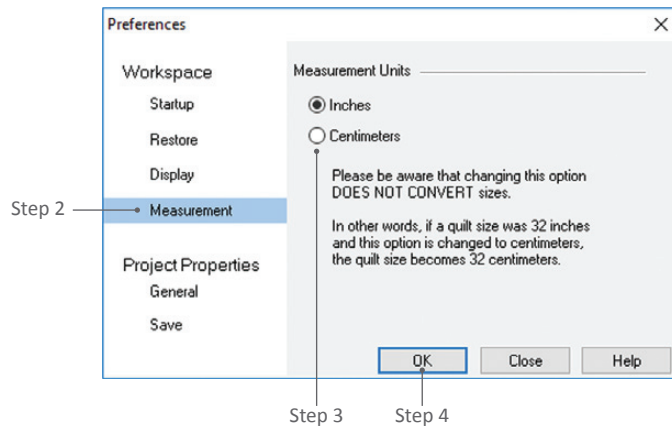 Preferences
Workspace
Startup
Restore
Display
Measurement
Project Properties
General
Save
Measurement Units
Inches
Centimeters
Please be aware that changing this option
DOES NOT CONVERT sizes.
In other words, if a quilt size was 32 inches
and this option is changed to centimeters,
the quilt size becomes 32 centimeters.
OK Close Help
Step 2
Step 3 Step 4